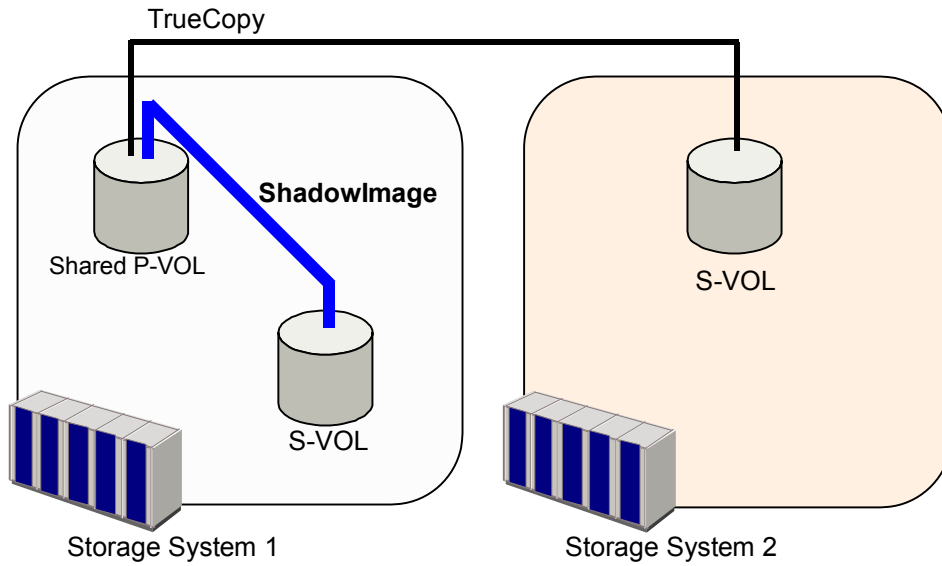 TrueCopy
ShadowImage
Shared P-VOL
S-VOL
S-VOL
Storage System 1
Storage System 2